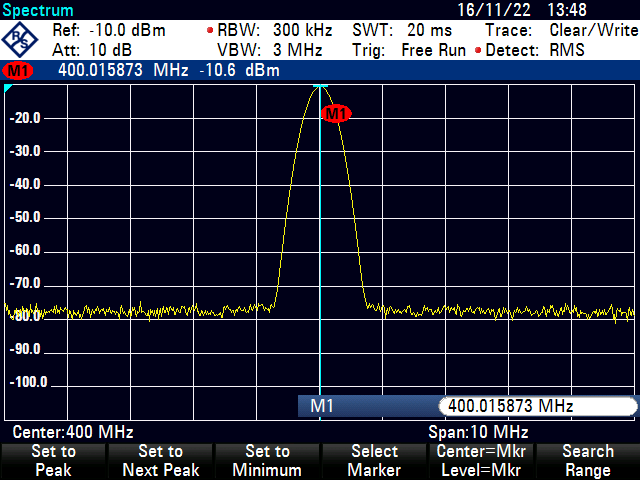 Spectrum 16/11/22 13:48
Ref: -10.0 dBm RBW: 300 kHz SWT: 20 ms Trace: Clear/Write
Att: 10 dB VBW: 3 MHz Trig: Free Run Detect: RMS
M1 400.015873 MHz -10.6 dBm
M1
-20.0
-30.0
-40.0
-50.0
-60.0
-70.0
-80.0
-90.0
-100.0
M1 400.015873 MHz
Center:400 MHz Span:10 MHz
Set to Peak
Set to Next Peak
Set to Minimum
Select Marker
Center=Mkr Level=Mkr
Search Range